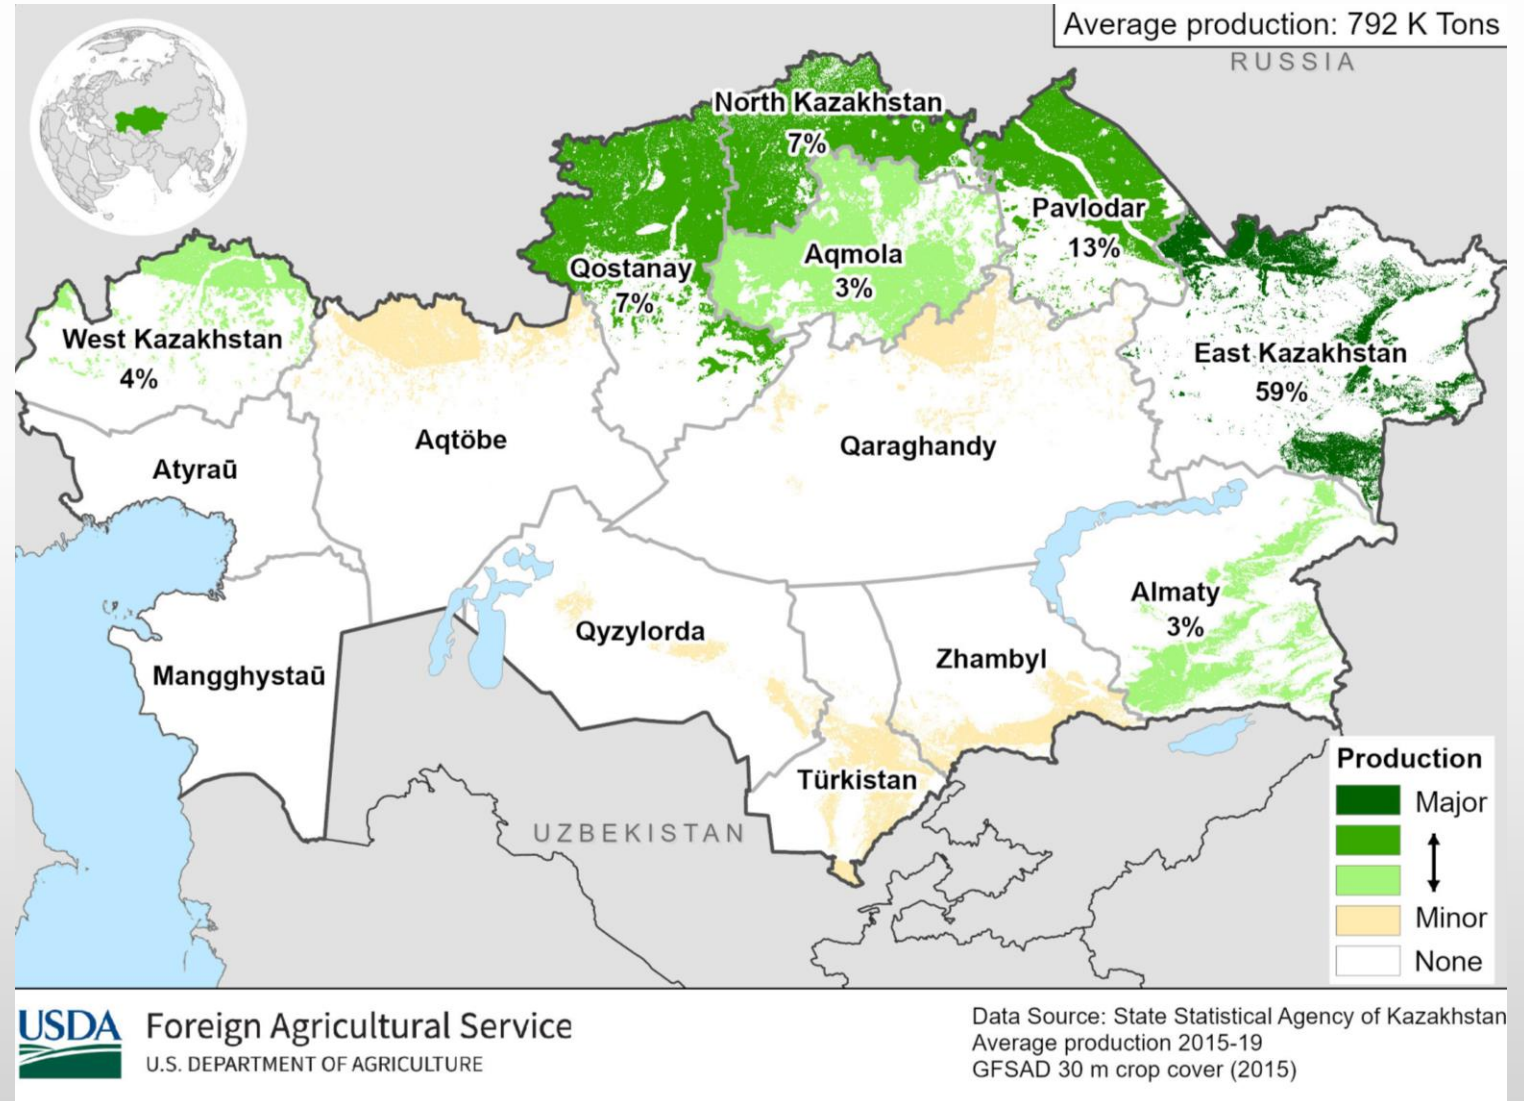 Average production: 792 K Tons
RUSSIA
North Kazakhstan
7%
Pavlodar
13%
Aqmola
3%
Qostanay
7%
West Kazakhstan
4%
East Kazakhstan
59%
Aqtöbe
Qaraghandy
Atyraū
Almaty
3%
Qyzylorda
Zhambyl
Mangghystaū
Türkistan
UZBEKISTAN
Production
Major
Minor
None
USDA
Foreign Agricultural Service
U.S. DEPARTMENT OF AGRICULTURE
Data Source: State Statistical Agency of Kazakhstan
Average production 2015-19
GFSAD 30 m crop cover (2015)